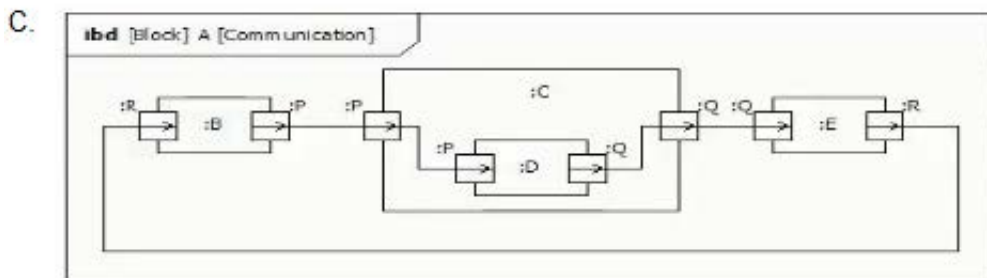 C.
ibd [Block] A [Communication]
:C
:R :P :P :Q :Q :R
:B :E
:P :Q
:D